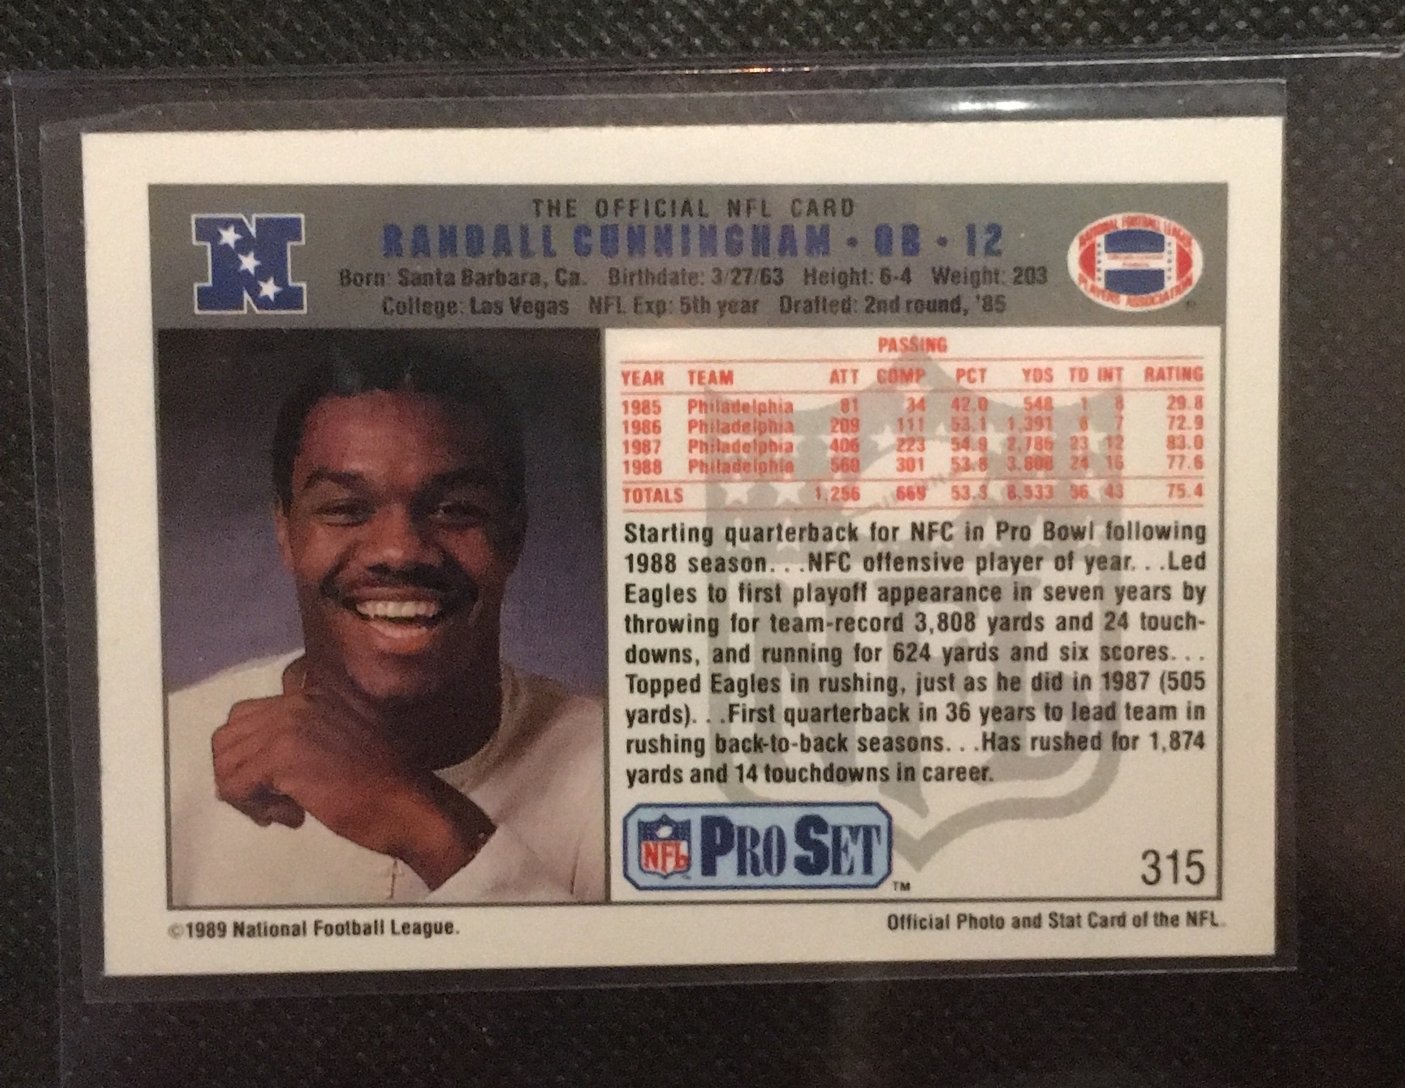 THE OFFICIAL NFL CARD
RANDALL CUNNINGHAM • QB • 12
Born: Santa Barbara, Ca. Birthdate: 3/27/63 Height: 6-4 Weight: 203
College: Las Vegas NFL Exp: 5th year Drafted: 2nd round, '85
NATIONAL FOOTBALL LEAGUE
PLAYERS ASSOCIATION
PASSING
YEAR TEAM ATT COMP PCT YDS TD INT RATING
1985 Philadelphia 81 34 42.0 548 1 8 29.8
1986 Philadelphia 209 111 53.1 1,391 8 7 72.9
1987 Philadelphia 406 223 54.9 2,786 23 12 83.0
1988 Philadelphia 560 301 53.8 3,808 24 16 77.6
TOTALS 1,256 669 53.3 8,533 56 43 75.4
Starting quarterback for NFC in Pro Bowl following
1988 season. . .NFC offensive player of year. . .Led
Eagles to first playoff appearance in seven years by
throwing for team-record 3,808 yards and 24 touch-
downs, and running for 624 yards and six scores. . .
Topped Eagles in rushing, just as he did in 1987 (505
yards). . .First quarterback in 36 years to lead team in
rushing back-to-back seasons. . .Has rushed for 1,874
yards and 14 touchdowns in career.
NFL PRO SET ™
315
©1989 National Football League.
Official Photo and Stat Card of the NFL.